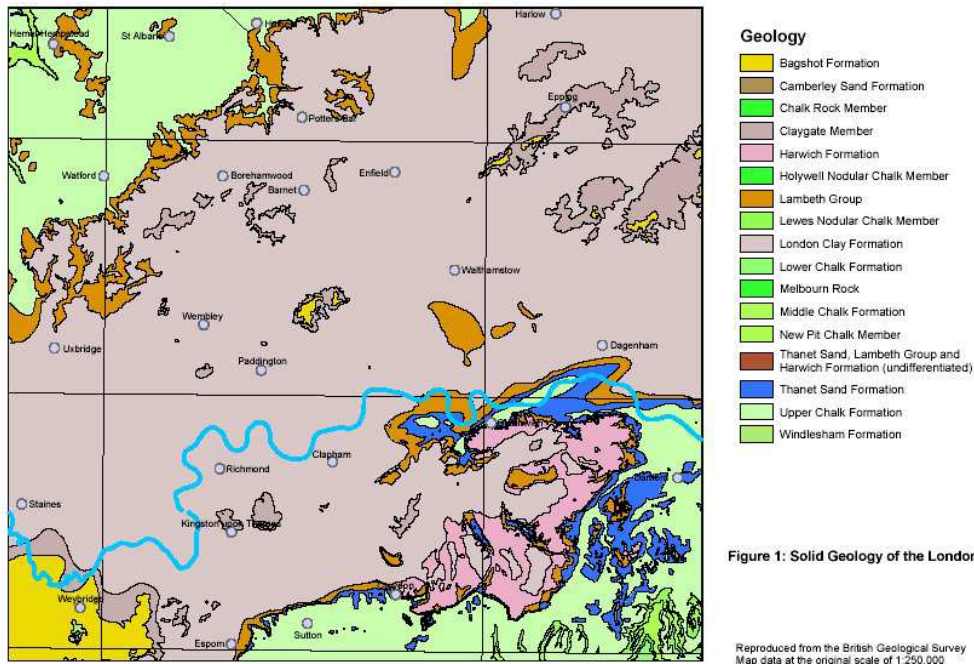 Harlow
Hemel Hempstead
St Albans
Epping
Potters Bar
Watford
Borehamwood
Enfield
Barnet
Walthamstow
Wembley
Uxbridge
Dagenham
Paddington
Richmond
Clapham
Dartford
Staines
Kingston upon Thames
Weybridge
Sutton
Geology
Bagshot Formation
Camberley Sand Formation
Chalk Rock Member
Claygate Member
Harwich Formation
Holywell Nodular Chalk Member
Lambeth Group
Lewes Nodular Chalk Member
London Clay Formation
Lower Chalk Formation
Melbourn Rock
Middle Chalk Formation
New Pit Chalk Member
Thanet Sand, Lambeth Group and
Harwich Formation (undifferentiated)
Thanet Sand Formation
Upper Chalk Formation
Windlesham Formation
Figure 1: Solid Geology of the London
Reproduced from the British Geological Survey
Map data at the original scale of 1:250.000